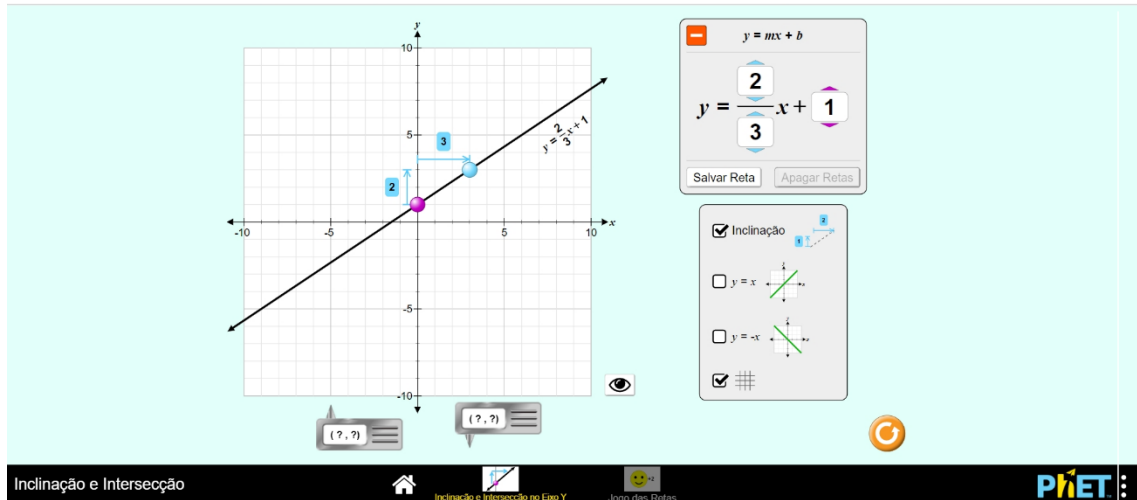 y
10
5
-5
-10
-10
-5
5
10
x
3
2
y = 2/3 x + 1
(?, ?)
(?, ?)
y = mx + b
y = 2/3 x + 1
Salvar Reta
Apagar Retas
Inclinação
2
1
y = x
y = -x
Inclinação e Intersecção
Inclinação e Intersecção no Eixo Y
Jogo das Retas
PhET